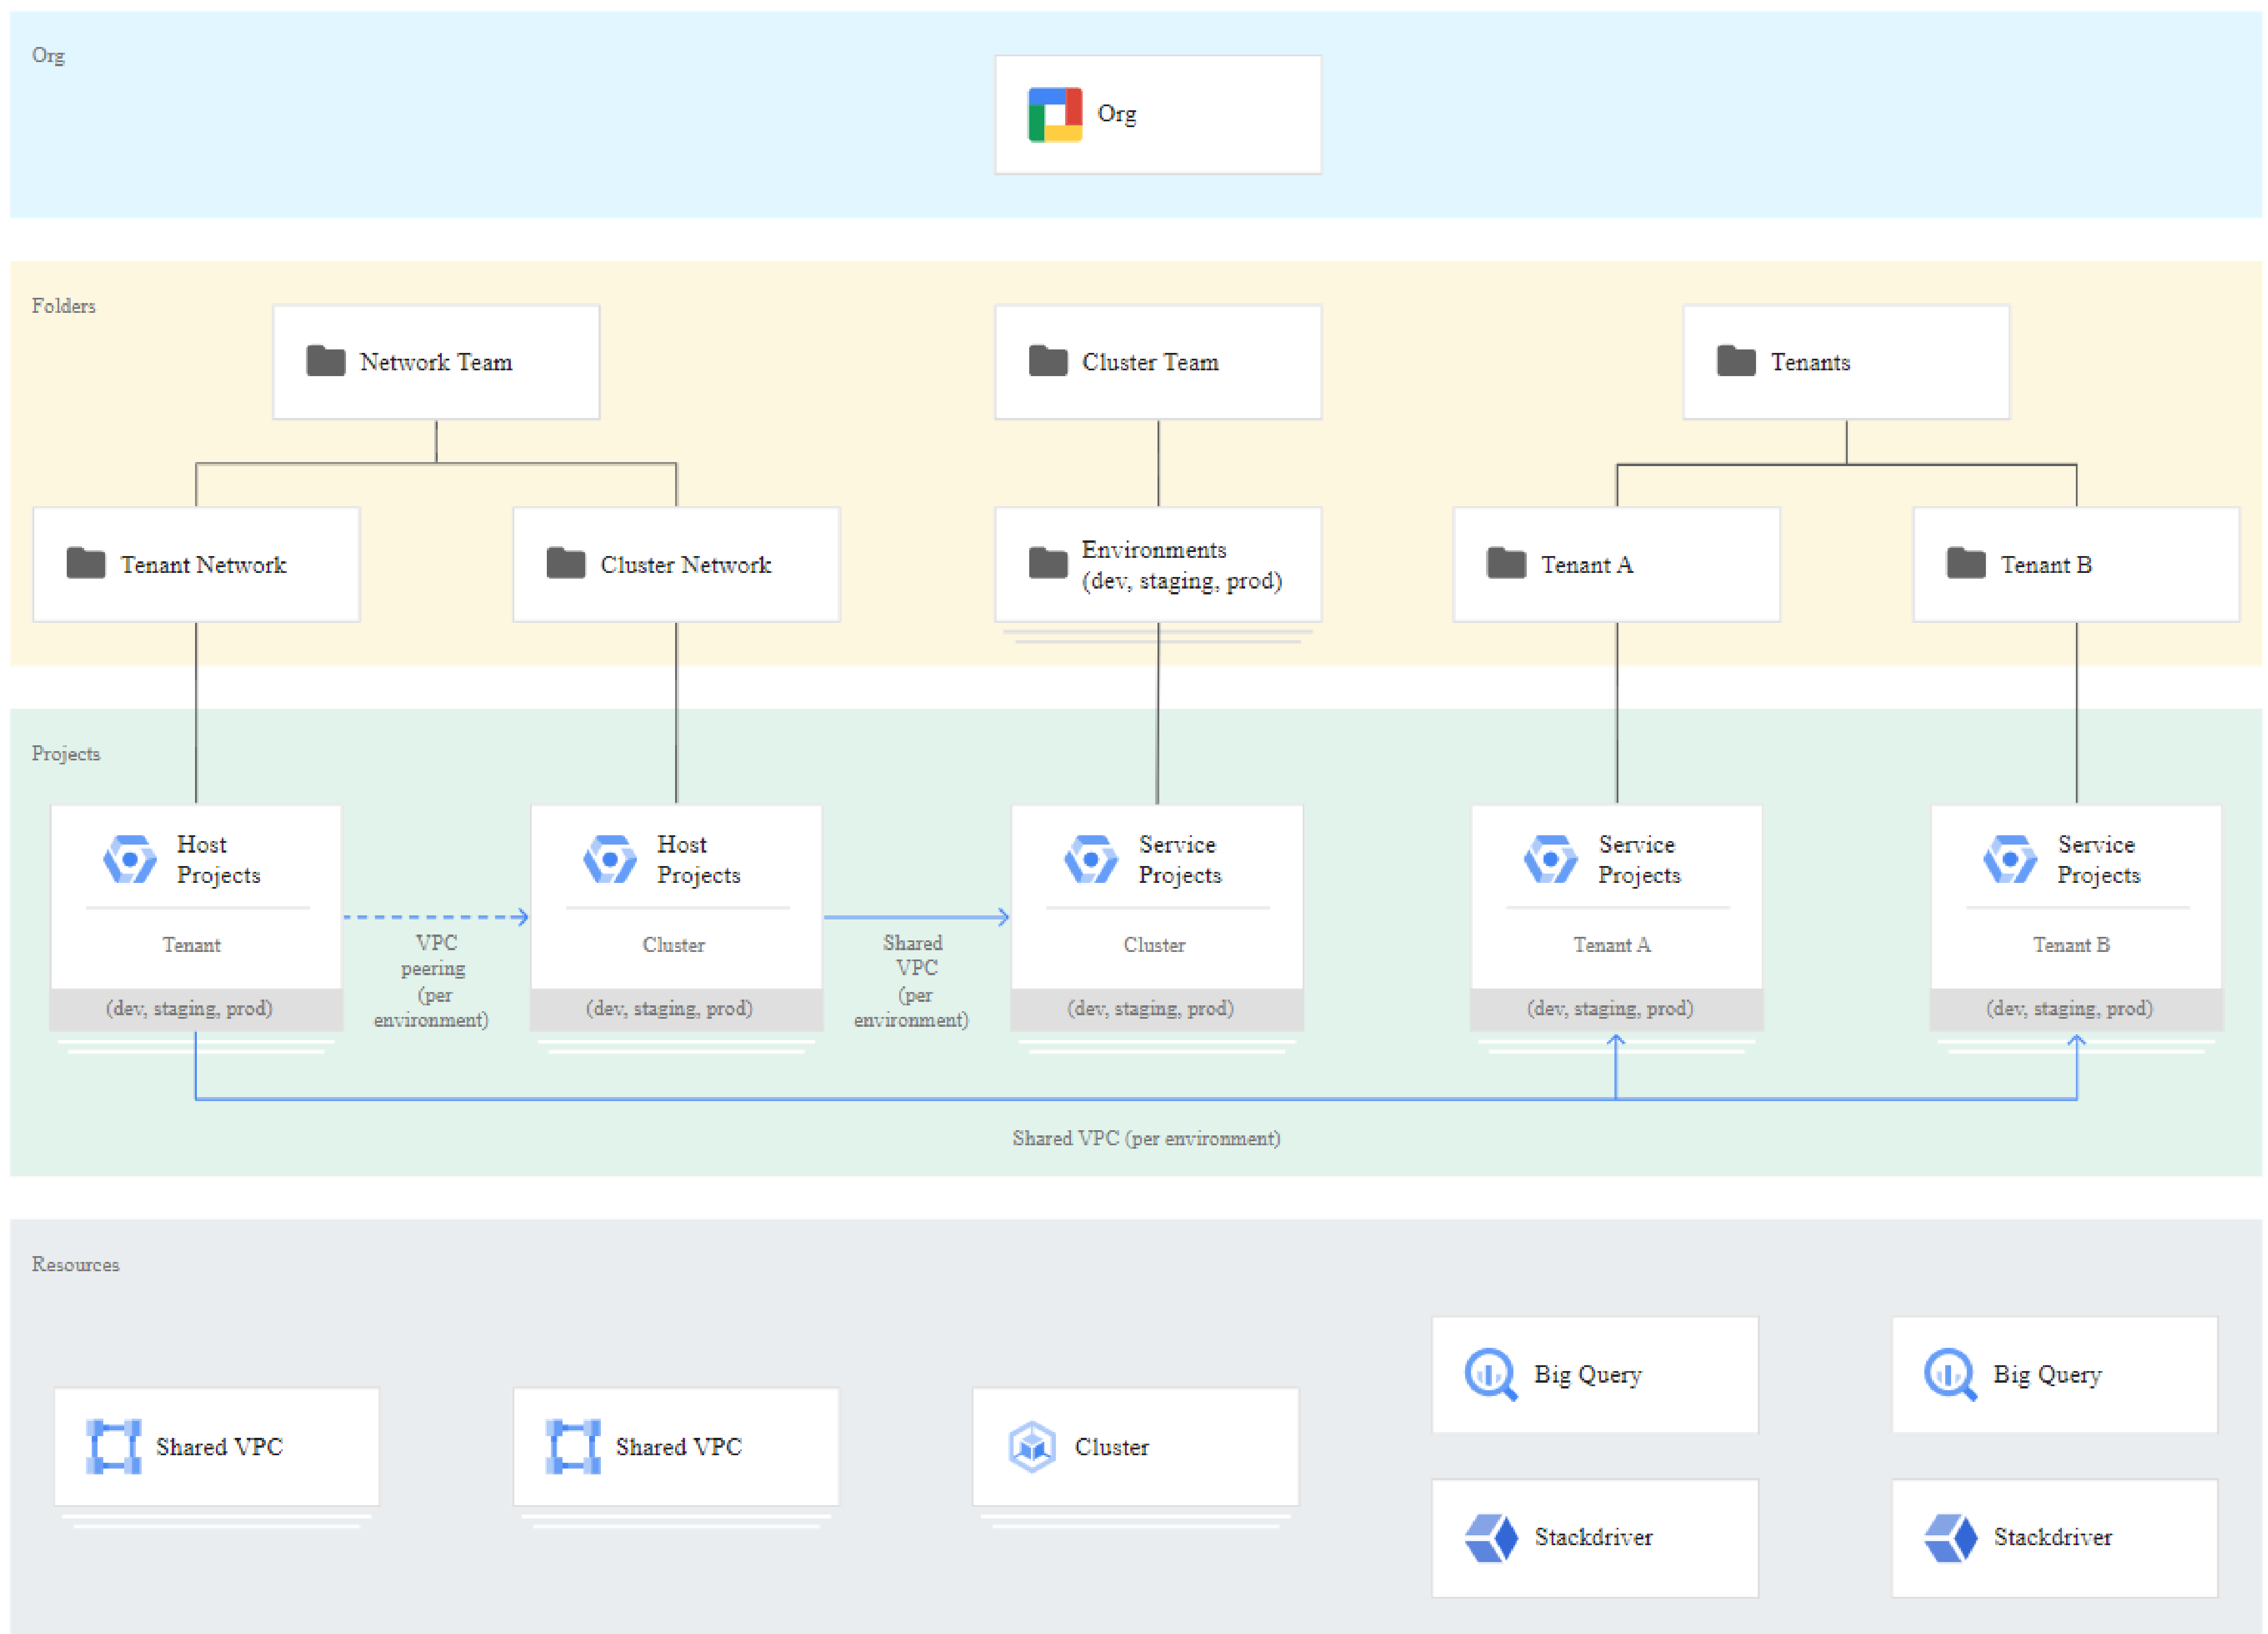 Org
Org
Folders
Network Team
Cluster Team
Tenants
Tenant Network
Cluster Network
Environments
(dev, staging, prod)
Tenant A
Tenant B
Projects
Host
Projects
Tenant
(dev, staging, prod)
VPC
peering
(per
environment)
Host
Projects
Cluster
(dev, staging, prod)
Shared
VPC
(per
environment)
Service
Projects
Cluster
(dev, staging, prod)
Service
Projects
Tenant A
(dev, staging, prod)
Service
Projects
Tenant B
(dev, staging, prod)
Shared VPC (per environment)
Resources
Shared VPC
Shared VPC
Cluster
Big Query
Big Query
Stackdriver
Stackdriver